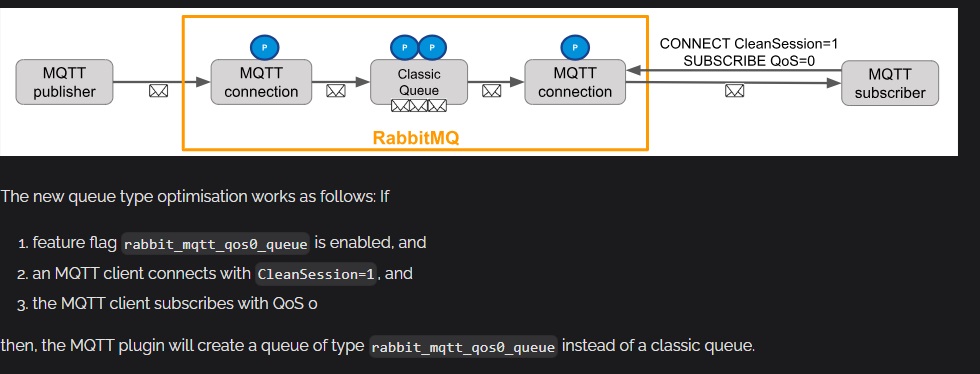 P
P P
P
CONNECT CleanSession=1
SUBSCRIBE QoS=0
MQTT
publisher
MQTT
connection
Classic
Queue
MQTT
connection
MQTT
subscriber
RabbitMQ
The new queue type optimisation works as follows: If
1. feature flag rabbit_mqtt_qos0_queue is enabled, and
2. an MQTT client connects with CleanSession=1, and
3. the MQTT client subscribes with QoS 0
then, the MQTT plugin will create a queue of type rabbit_mqtt_qos0_queue instead of a classic queue.